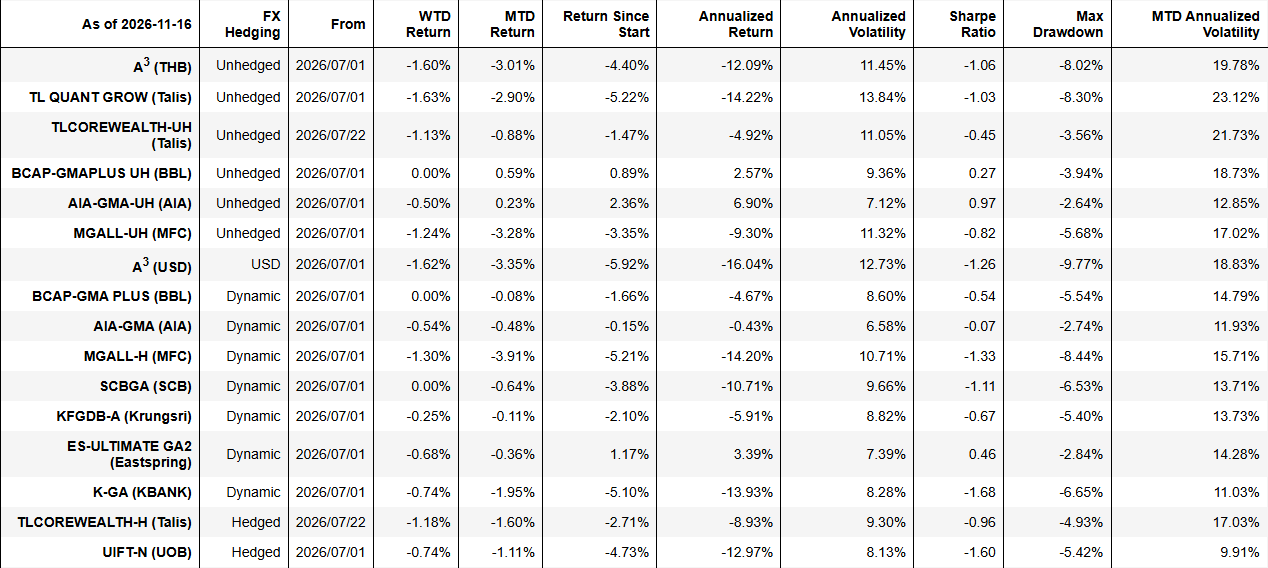 As of 2026-11-16 FX Hedging From WTD Return MTD Return Return Since Start Annualized Return Annualized Volatility Sharpe Ratio Max Drawdown MTD Annualized Volatility
A³ (THB) Unhedged 2026/07/01 -1.60% -3.01% -4.40% -12.09% 11.45% -1.06 -8.02% 19.78%
TL QUANT GROW (Talis) Unhedged 2026/07/01 -1.63% -2.90% -5.22% -14.22% 13.84% -1.03 -8.30% 23.12%
TLCOREWEALTH-UH (Talis) Unhedged 2026/07/22 -1.13% -0.88% -1.47% -4.92% 11.05% -0.45 -3.56% 21.73%
BCAP-GMAPLUS UH (BBL) Unhedged 2026/07/01 0.00% 0.59% 0.89% 2.57% 9.36% 0.27 -3.94% 18.73%
AIA-GMA-UH (AIA) Unhedged 2026/07/01 -0.50% 0.23% 2.36% 6.90% 7.12% 0.97 -2.64% 12.85%
MGALL-UH (MFC) Unhedged 2026/07/01 -1.24% -3.28% -3.35% -9.30% 11.32% -0.82 -5.68% 17.02%
A³ (USD) USD 2026/07/01 -1.62% -3.35% -5.92% -16.04% 12.73% -1.26 -9.77% 18.83%
BCAP-GMA PLUS (BBL) Dynamic 2026/07/01 0.00% -0.08% -1.66% -4.67% 8.60% -0.54 -5.54% 14.79%
AIA-GMA (AIA) Dynamic 2026/07/01 -0.54% -0.48% -0.15% -0.43% 6.58% -0.07 -2.74% 11.93%
MGALL-H (MFC) Dynamic 2026/07/01 -1.30% -3.91% -5.21% -14.20% 10.71% -1.33 -8.44% 15.71%
SCBGA (SCB) Dynamic 2026/07/01 0.00% -0.64% -3.88% -10.71% 9.66% -1.11 -6.53% 13.71%
KFGDB-A (Krungsri) Dynamic 2026/07/01 -0.25% -0.11% -2.10% -5.91% 8.82% -0.67 -5.40% 13.73%
ES-ULTIMATE GA2 (Eastspring) Dynamic 2026/07/01 -0.68% -0.36% 1.17% 3.39% 7.39% 0.46 -2.84% 14.28%
K-GA (KBANK) Dynamic 2026/07/01 -0.74% -1.95% -5.10% -13.93% 8.28% -1.68 -6.65% 11.03%
TLCOREWEALTH-H (Talis) Hedged 2026/07/22 -1.18% -1.60% -2.71% -8.93% 9.30% -0.96 -4.93% 17.03%
UIFT-N (UOB) Hedged 2026/07/01 -0.74% -1.11% -4.73% -12.97% 8.13% -1.60 -5.42% 9.91%